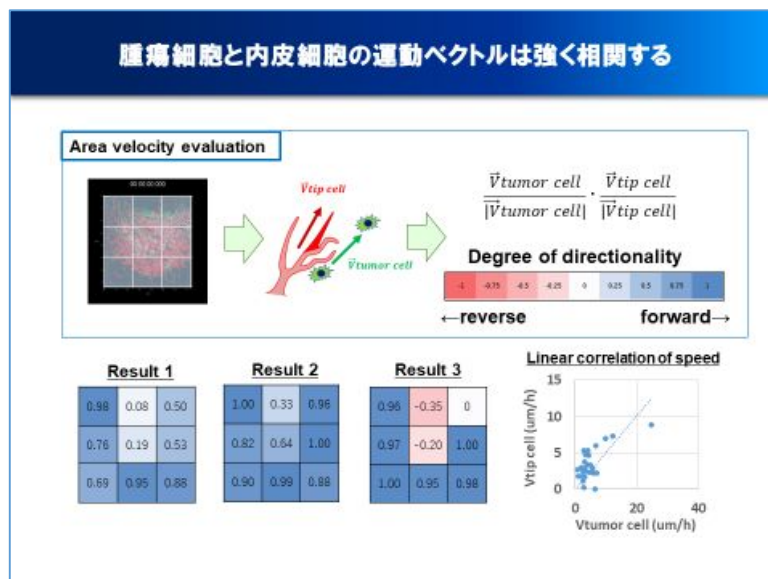 腫瘍細胞と内皮細胞の運動ベクトルは強く相関する
Area velocity evaluation
00:00:00.000
V⃗tip cell
V⃗tumor cell
V⃗tumor cell / |V⃗tumor cell| · V⃗tip cell / |V⃗tip cell|
Degree of directionality
-1 -0.75 -0.5 -0.25 0 0.25 0.5 0.75 1
←reverse forward→
Result 1
0.98 0.08 0.50
0.76 0.19 0.53
0.69 0.95 0.88
Result 2
1.00 0.33 0.96
0.82 0.64 1.00
0.90 0.99 0.88
Result 3
0.96 -0.35 0
0.97 -0.20 1.00
1.00 0.95 0.98
Linear correlation of speed
Vtip cell (um/h)
15
10
5
0
0 20 40
Vtumor cell (um/h)